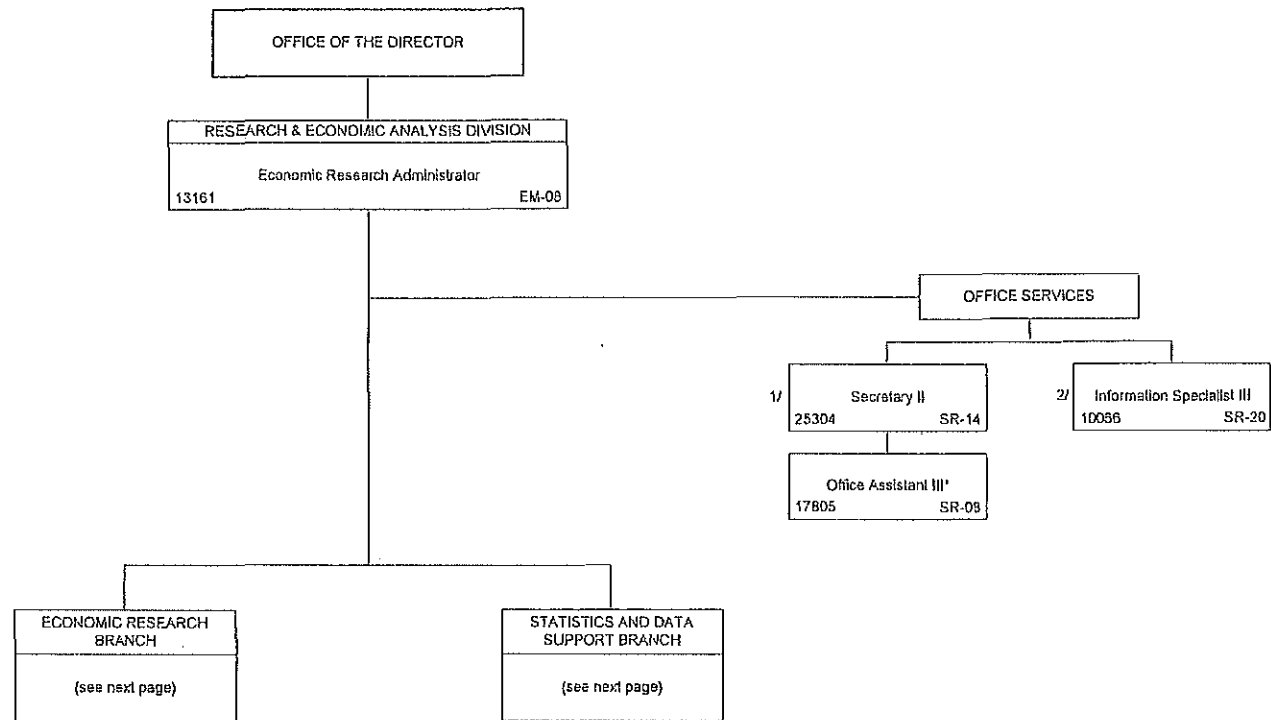 OFFICE OF THE DIRECTOR
RESEARCH & ECONOMIC ANALYSIS DIVISION
Economic Research Administrator
13161 EM-08
OFFICE SERVICES
1/ Secretary II
25304 SR-14
2/ Information Specialist III
10066 SR-20
Office Assistant III*
17805 SR-08
ECONOMIC RESEARCH
BRANCH
(see next page)
STATISTICS AND DATA
SUPPORT BRANCH
(see next page)